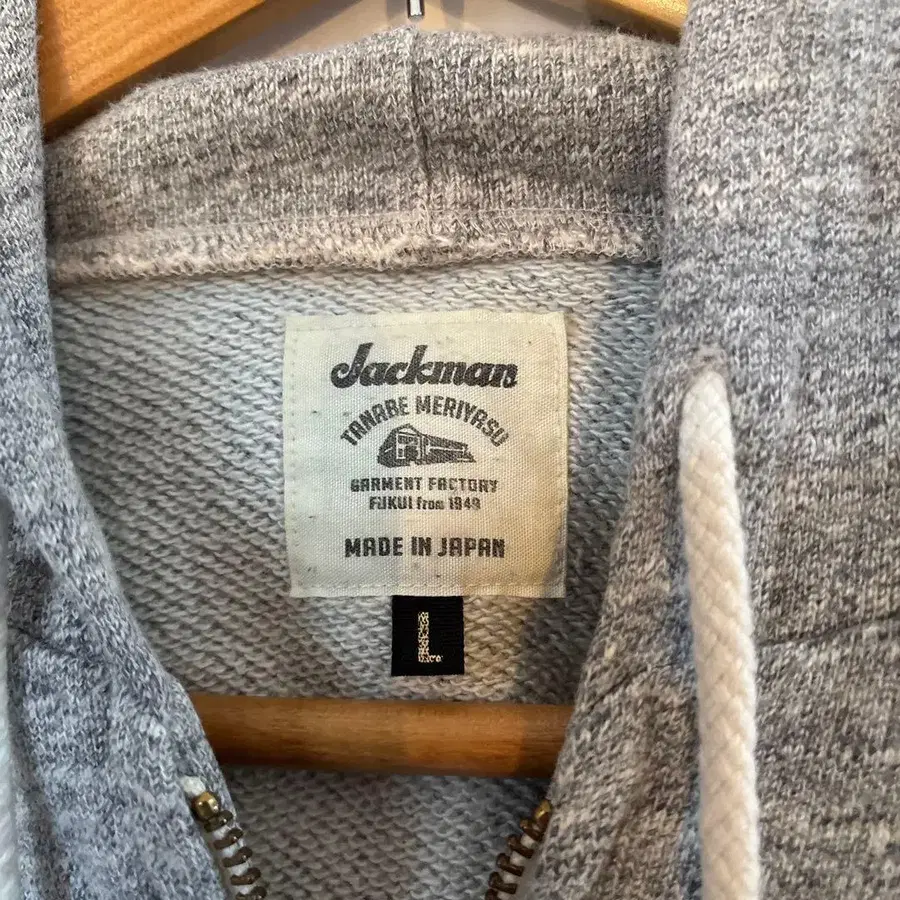 Jackman
TANABE MERIYASU
GARMENT FACTORY
FUKUI from 1949
MADE IN JAPAN
L